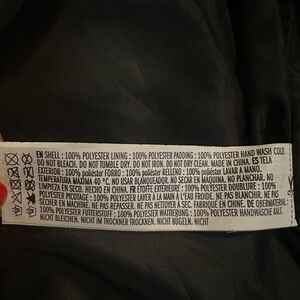 EN SHELL : 100% POLYESTER LINING : 100% POLYESTER PADDING : 100% POLYESTER HAND WASH COLD.
DO NOT BLEACH. DO NOT TUMBLE DRY. DO NOT IRON. DO NOT DRY CLEAN. MADE IN CHINA. ES TELA
EXTERIOR : 100% poliéster FORRO : 100% poliéster RELLENO : 100% poliéster LAVAR A MANO.
TEMPERATURA MÁXIMA 40 °C. NO USAR BLANQUEADOR. NO SECAR EN MAQUINA. NO PLANCHAR. NO
LIMPIEZA EN SECO. HECHO EN CHINA. FR ÉTOFFE EXTÉRIEURE : 100% POLYESTER DOUBLURE : 100%
POLYESTER PICOTAGE : 100% POLYESTER LAVER À LA MAIN À L'EAU FROIDE. NE PAS BLANCHIR. NE
PAS SÉCHER EN MACHINE. NE PAS REPASSER. NE PAS NETTOYER À SEC. FABRIQUÉ EN CHINE. DE OBERMATERIAL :
100% POLYESTER FUTTERSTOFF : 100% POLYESTER WATTIERUNG : 100% POLYESTER HANDWÄSCHE KALT.
NICHT BLEICHEN. NICHT IM TROCKNER TROCKNEN. NICHT BÜGELN. NICHT